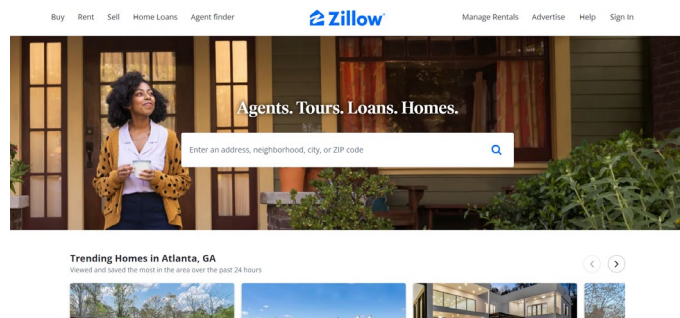 Buy Rent Sell Home Loans Agent finder Zillow Manage Rentals Advertise Help Sign In
Agents. Tours. Loans. Homes.
Enter an address, neighborhood, city, or ZIP code
Trending Homes in Atlanta, GA
Viewed and saved the most in the area over the past 24 hours